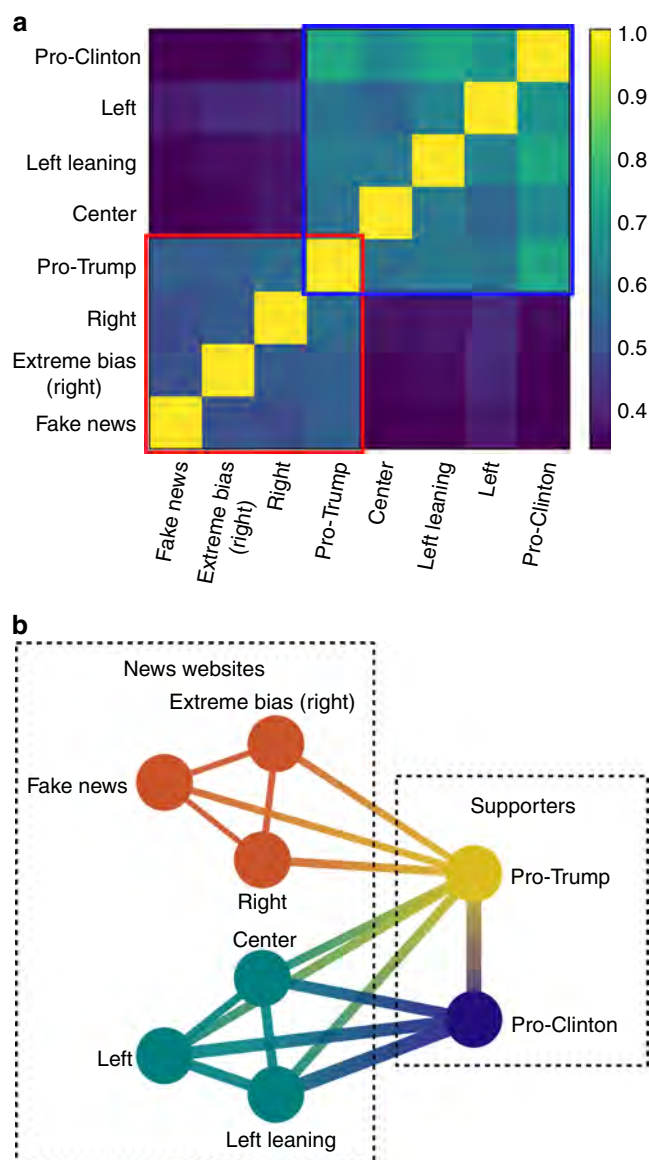 a
Pro-Clinton
Left
Left leaning
Center
Pro-Trump
Right
Extreme bias
(right)
Fake news
1.0
0.9
0.8
0.7
0.6
0.5
0.4
Fake news
Extreme bias
(right)
Right
Pro-Trump
Center
Left leaning
Left
Pro-Clinton
b
News websites
Extreme bias (right)
Fake news
Supporters
Pro-Trump
Right
Center
Pro-Clinton
Left
Left leaning